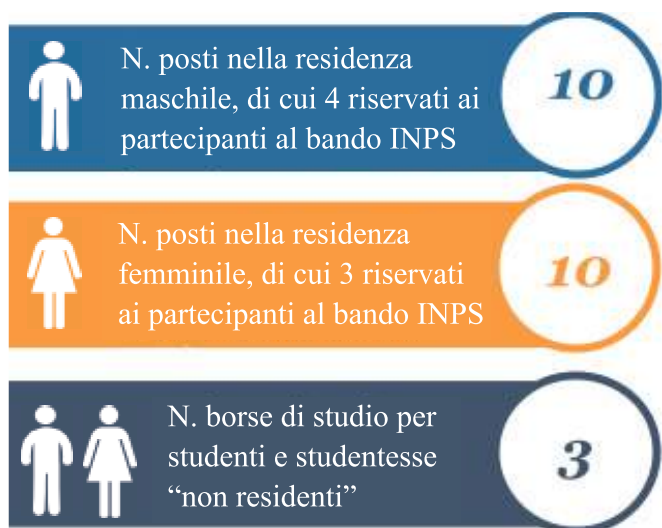 N. posti nella residenza
maschile, di cui 4 riservati ai
partecipanti al bando INPS
10
N. posti nella residenza
femminile, di cui 3 riservati
ai partecipanti al bando INPS
10
N. borse di studio per
studenti e studentesse
“non residenti”
3